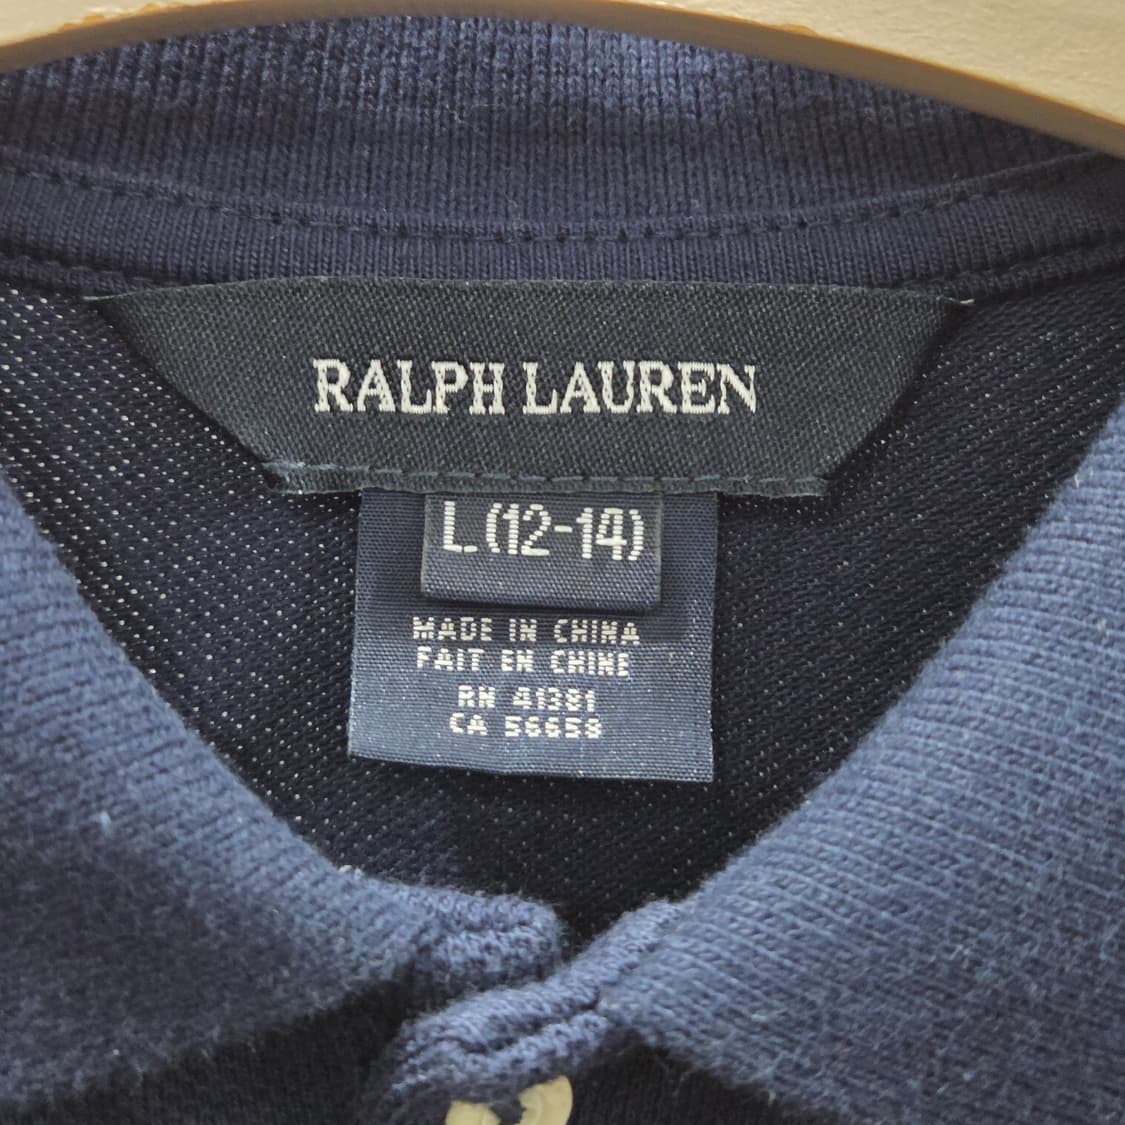 RALPH LAUREN
L (12-14)
MADE IN CHINA
FAIT EN CHINE
RN 41381
CA 56658